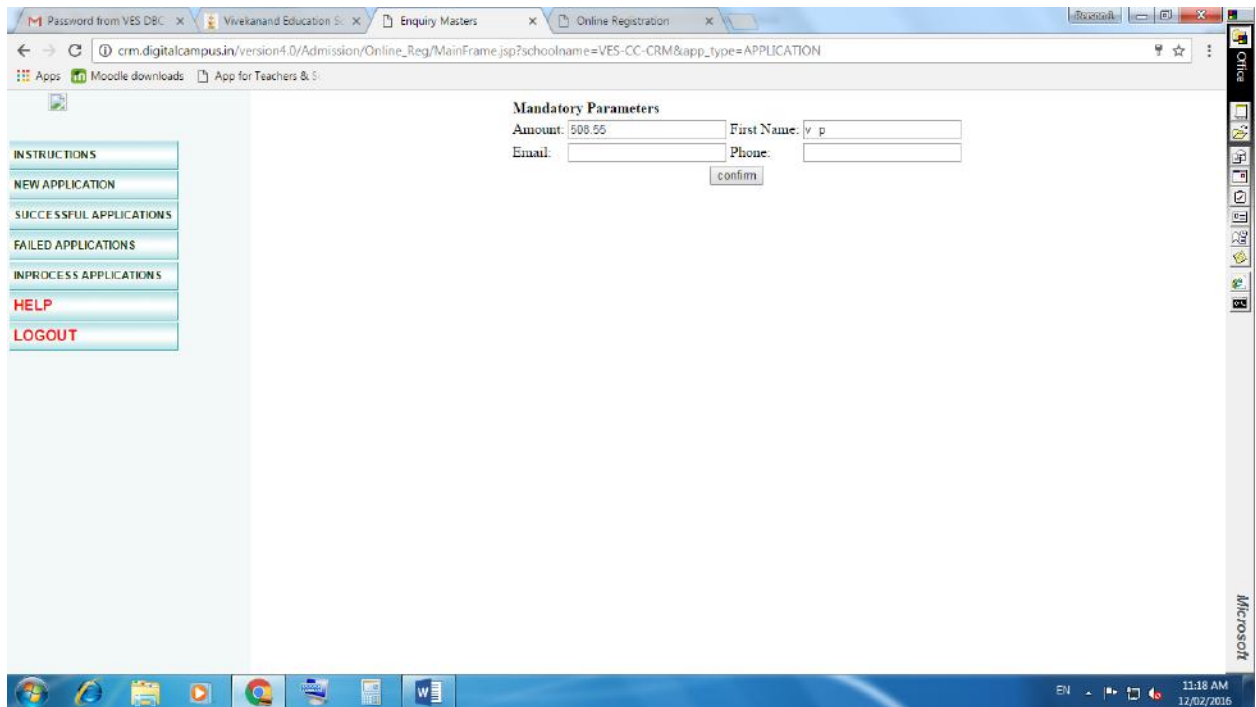 Password from VES DBC
Vivekanand Education S
Enquiry Masters
Online Registration
crm.digitalcampus.in/version4.0/Admission/Online_Reg/MainFrame.jsp?schoolname=VES-CC-CRM&app_type=APPLICATION
Apps Moodle downloads App for Teachers & S
Office
Mandatory Parameters
Amount: 508.55 First Name: v p
Email: Phone:
confirm
INSTRUCTIONS
NEW APPLICATION
SUCCESSFUL APPLICATIONS
FAILED APPLICATIONS
INPROCESS APPLICATIONS
HELP
LOGOUT
Microsoft
EN
11:18 AM
12/02/2016